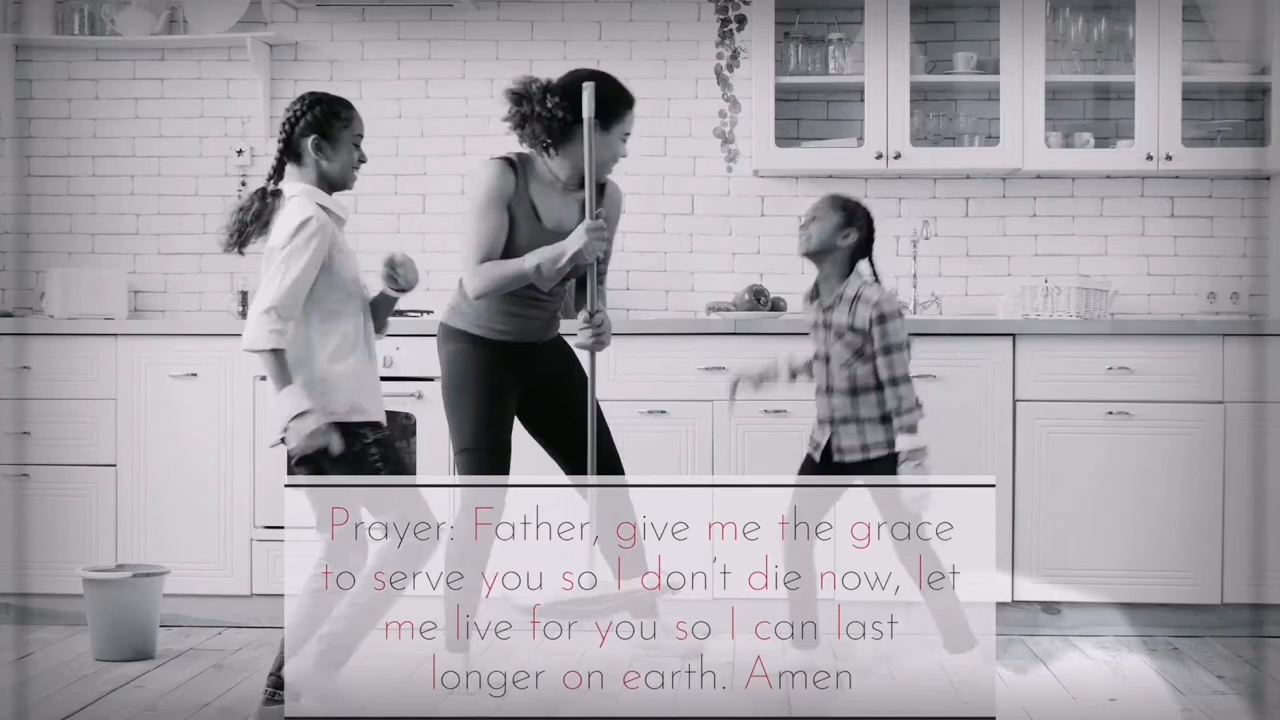 Prayer: Father, give me the grace
to serve you so I don't die now, let
me live for you so I can last
longer on earth. Amen